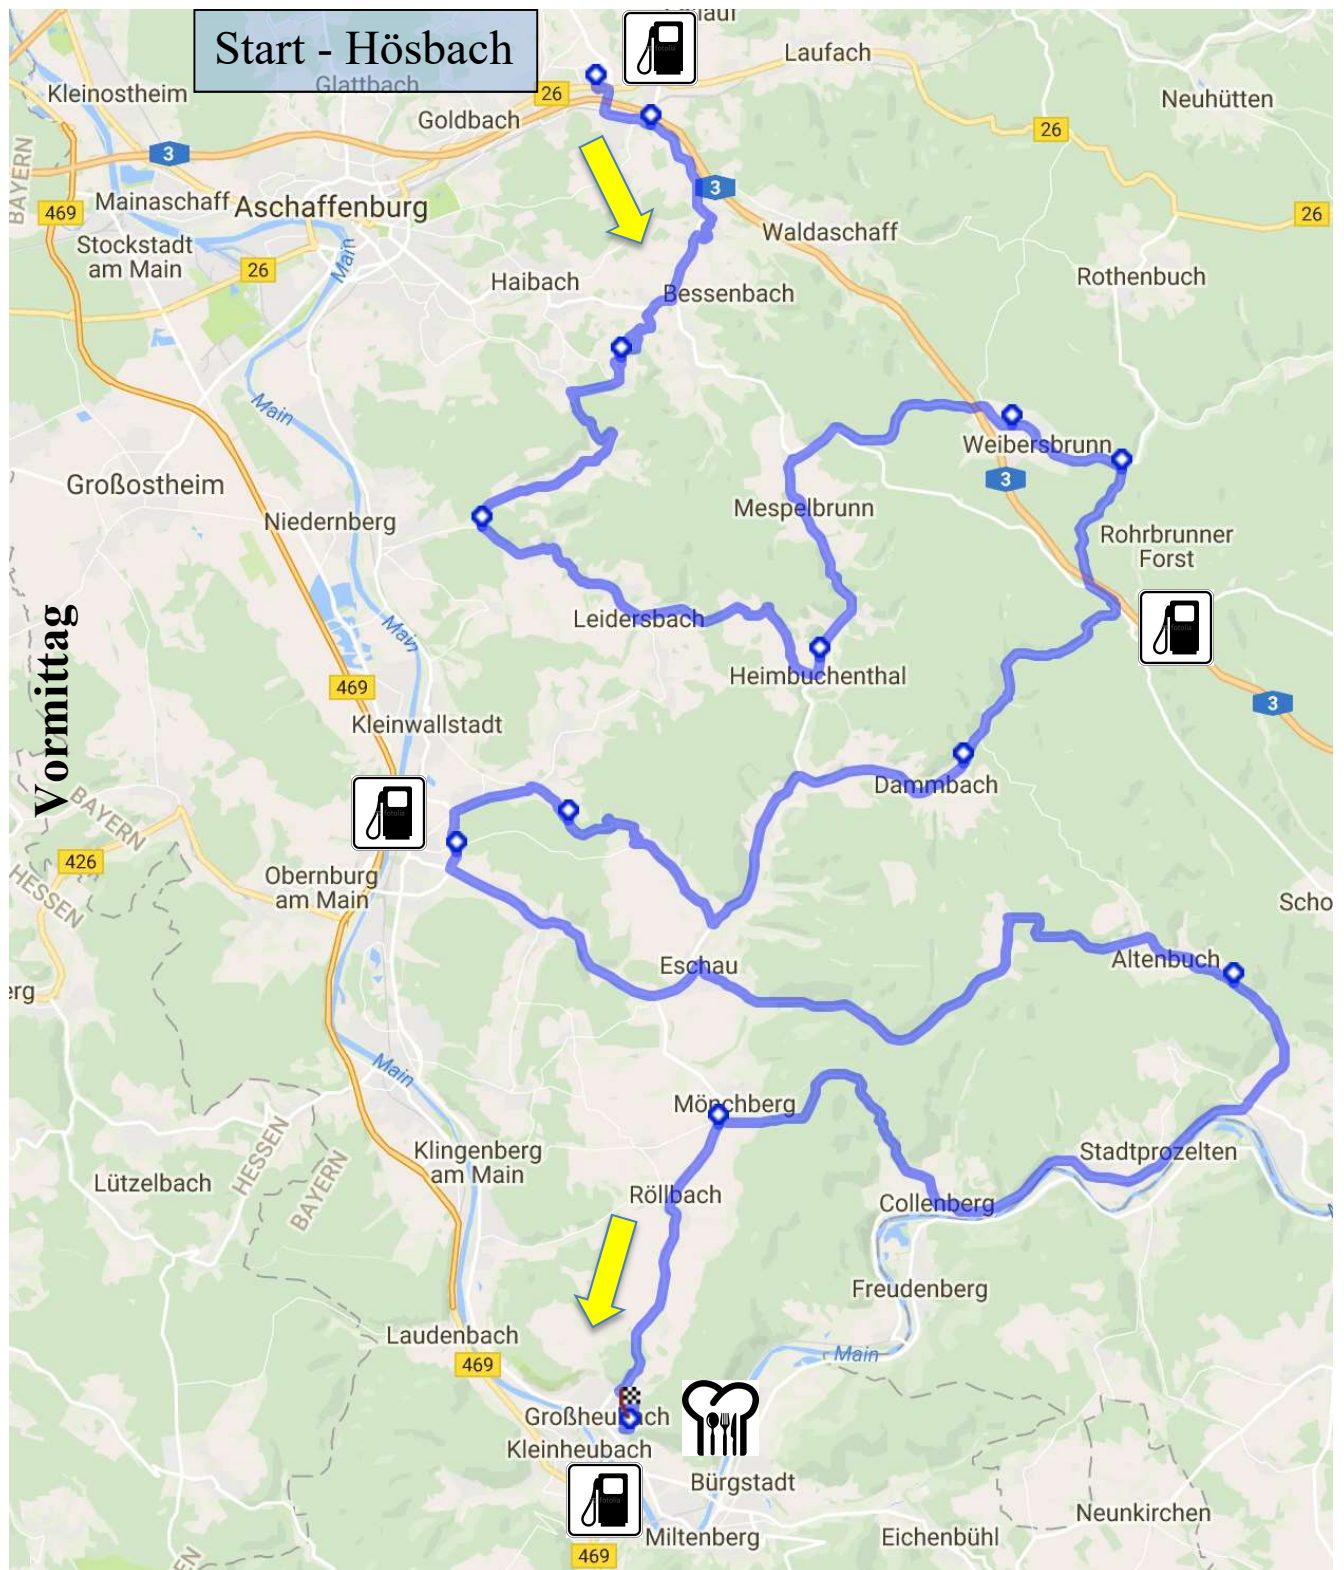 Start - Hösbach
Laufach
Kleinostheim
Glattbach
26
Neuhütten
Goldbach
26
3
BAYERN
3
Mainaschaff
Aschaffenburg
469
26
Waldaschaff
Stockstadt
am Main
Main
26
Rothenbuch
Haibach
Bessenbach
Main
Weibersbrunn
3
Großostheim
Mespelbrunn
Niedernberg
Rohrbrunner
Forst
Vormittag
Main
Leidersbach
Heimbuchenthal
469
3
Kleinwallstadt
Dammbach
BAYERN
HESSEN
426
Obernburg
am Main
Scho
Eschau
Altenbuch
erg
Main
Mönchberg
HESSEN
BAYERN
Klingenberg
am Main
Stadtprozelten
Lützelbach
Röllbach
Collenberg
Freudenberg
Laudenbach
469
Main
Großheubach
Kleinheubach
Bürgstadt
Neunkirchen
Miltenberg
Eichenbühl
469